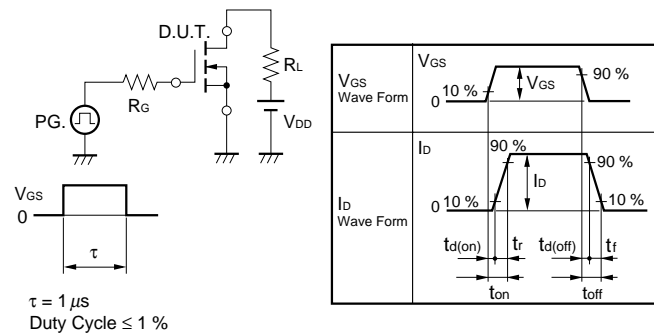 D.U.T.
RG
PG.
RL
VDD
VGS
0
τ
τ = 1 μs
Duty Cycle ≤ 1 %
VGS
Wave Form
VGS
10 %
0
VGS
90 %
ID
Wave Form
ID
90 %
90 %
0 10 %
ID
10 %
td(on) tr td(off) tf
ton toff